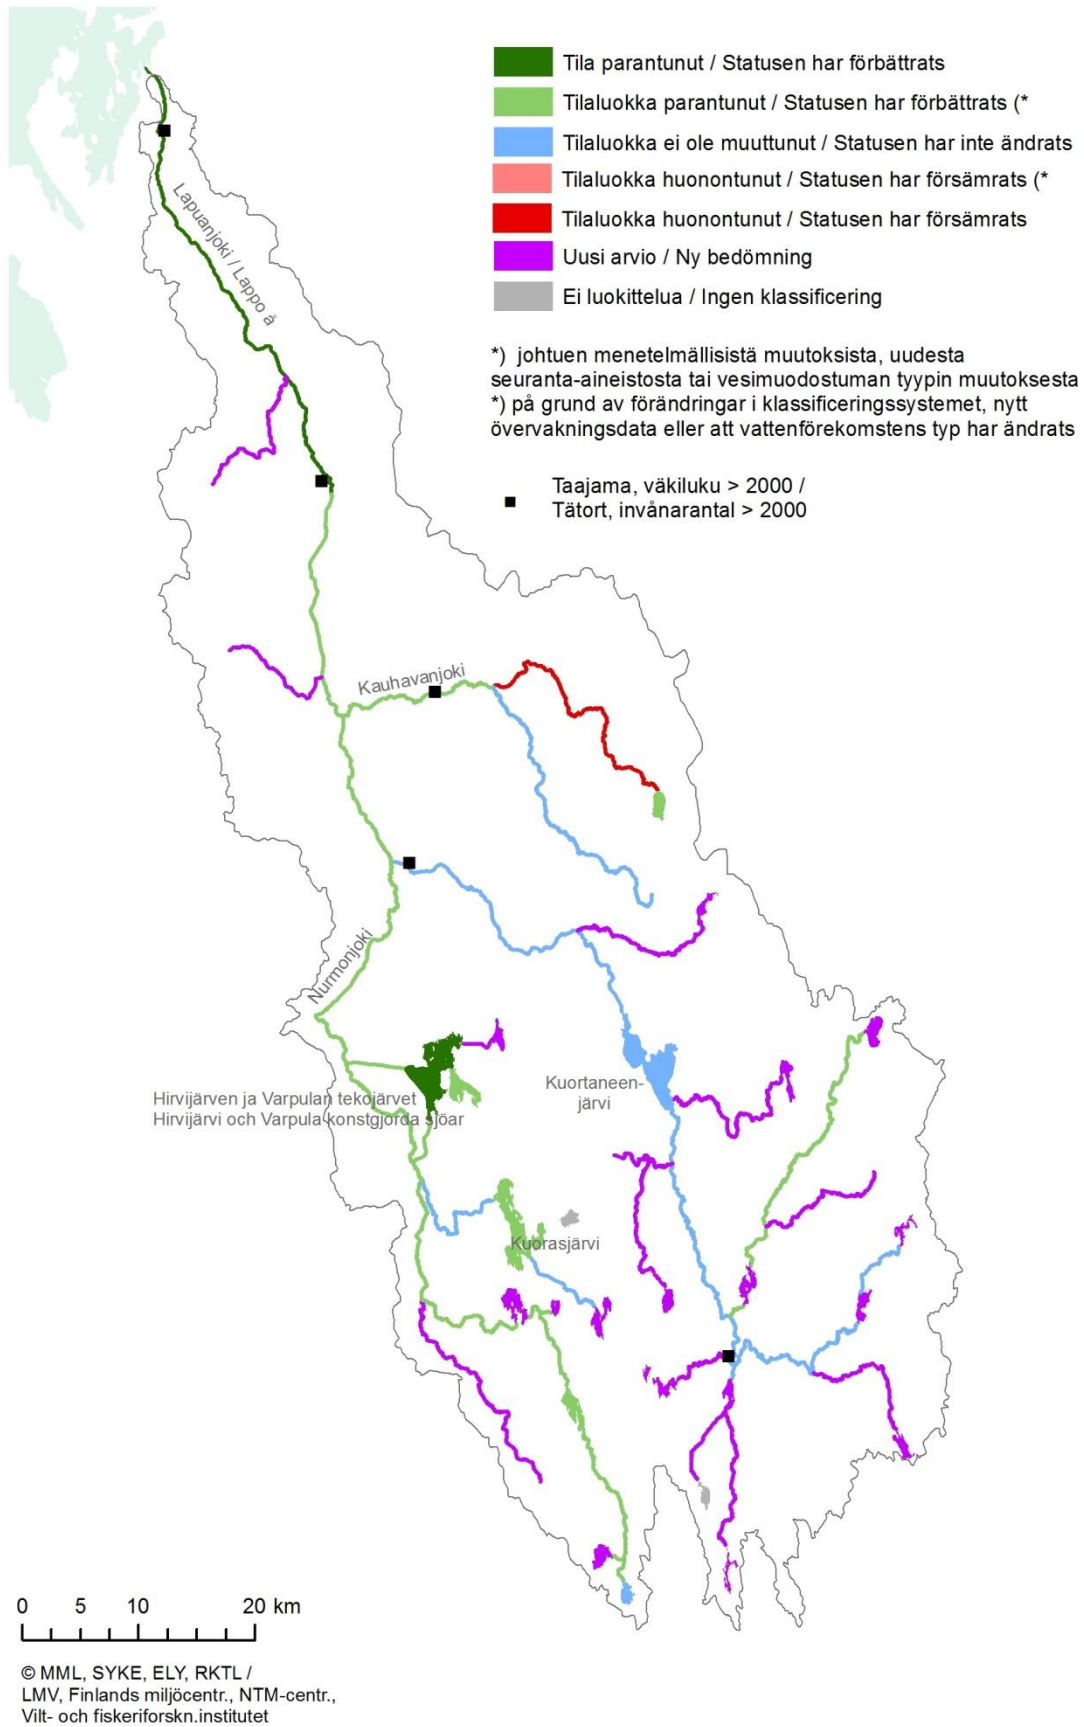 Tila parantunut / Statusen har förbättrats
Tilaluokka parantunut / Statusen har förbättrats (*
Tilaluokka ei ole muuttunut / Statusen har inte ändrats
Tilaluokka huonontunut / Statusen har försämrats (*
Tilaluokka huonontunut / Statusen har försämrats
Uusi arvio / Ny bedömning
Ei luokittelua / Ingen klassificering
*) johtuen menetelmällisistä muutoksista, uudesta
seuranta-aineistosta tai vesimuodostuman tyypin muutoksesta
*) på grund av förändringar i klassificeringssystemet, nytt
övervakningsdata eller att vattenförekomstens typ har ändrats
Taajama, väkiluku > 2000 /
Tätort, invånarantal > 2000
Lapuanjoki / Lappo å
Kauhavanjoki
Nurmonjoki
Kuortaneen-
järvi
Hirvijärven ja Varpulan tekojärvet
Hirvijärvi och Varpula konstgjorda sjöar
Kuorasjärvi
0 5 10 20 km
© MML, SYKE, ELY, RKTL /
LMV, Finlands miljöcentr., NTM-centr.,
Vilt- och fiskeriforskn.institutet